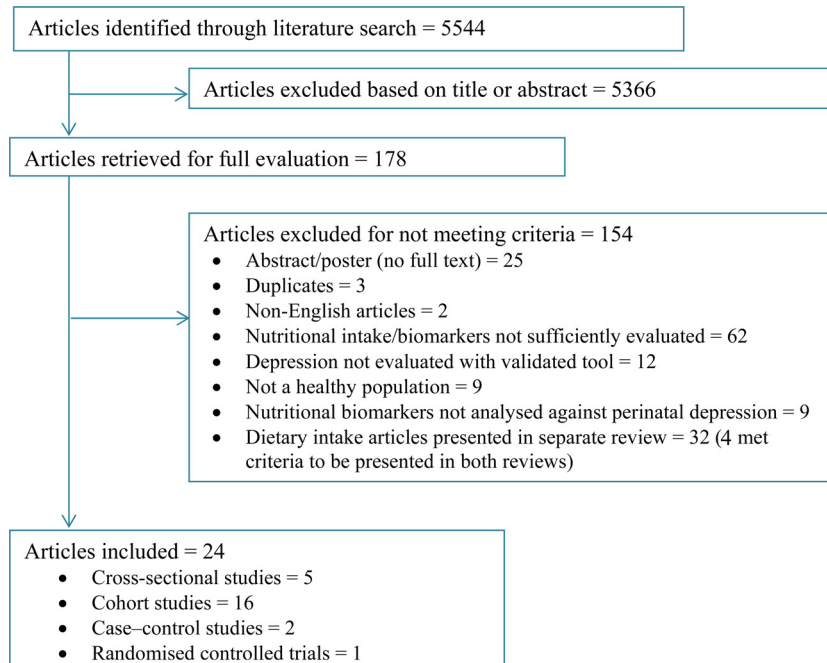 Articles identified through literature search = 5544
Articles excluded based on title or abstract = 5366
Articles retrieved for full evaluation = 178
Articles excluded for not meeting criteria = 154
• Abstract/poster (no full text) = 25
• Duplicates = 3
• Non-English articles = 2
• Nutritional intake/biomarkers not sufficiently evaluated = 62
• Depression not evaluated with validated tool = 12
• Not a healthy population = 9
• Nutritional biomarkers not analysed against perinatal depression = 9
• Dietary intake articles presented in separate review = 32 (4 met
criteria to be presented in both reviews)
Articles included = 24
• Cross-sectional studies = 5
• Cohort studies = 16
• Case–control studies = 2
• Randomised controlled trials = 1